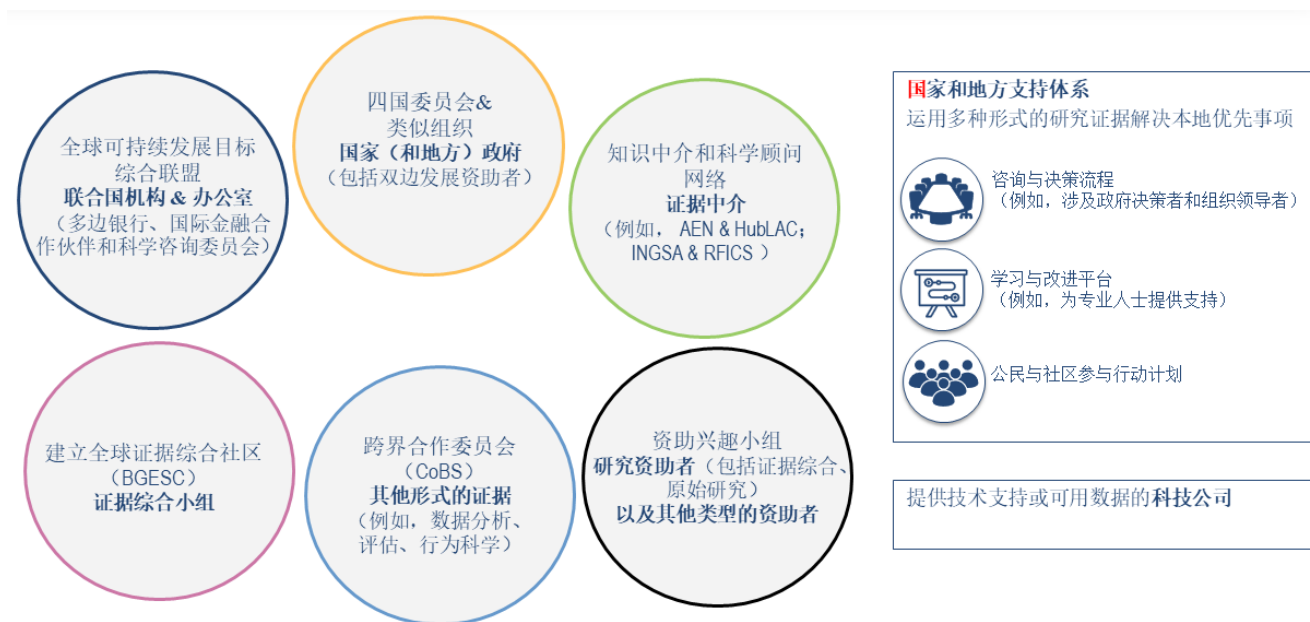 全球可持续发展目标
综合联盟
联合国机构 & 办公室
（多边银行、国际金融合
作伙伴和科学咨询委员会）
四国委员会&
类似组织
国家（和地方）政府
（包括双边发展资助者）
知识中介和科学顾问
网络
证据中介
（例如， AEN & HubLAC；
INGSA & RFICS ）
建立全球证据综合社区
（BGESC）
证据综合小组
跨界合作委员会
（CoBS）
其他形式的证据
（例如，数据分析、
评估、行为科学）
资助兴趣小组
研究资助者（包括证据综合、
原始研究）
以及其他类型的资助者
国家和地方支持体系
运用多种形式的研究证据解决本地优先事项
咨询与决策流程
（例如，涉及政府决策者和组织领导者）
学习与改进平台
（例如，为专业人士提供支持）
公民与社区参与行动计划
提供技术支持或可用数据的科技公司